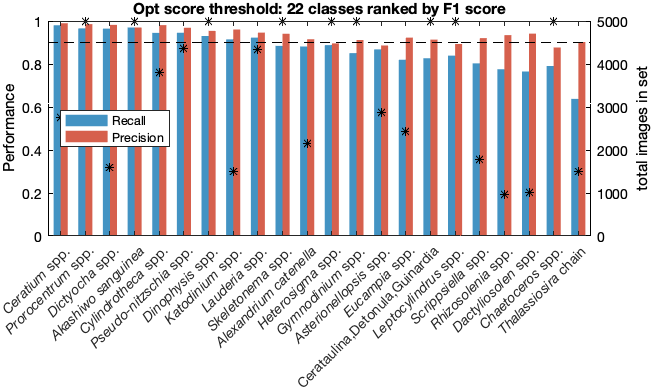 Opt score threshold: 22 classes ranked by F1 score
Performance
1
0.8
0.6
0.4
0.2
0
Recall
Precision
5000
4000
3000
2000
1000
0
total images in set
Ceratium spp.
Prorocentrum spp.
Dictyocha spp.
Akashiwo sanguinea
Cylindrotheca spp.
Pseudo-nitzschia spp.
Dinophysis spp.
Katodinium spp.
Lauderia spp.
Skeletonema spp.
Alexandrium catenella
Heterosigma spp.
Gymnodinium spp.
Asterionellopsis spp.
Eucampia spp.
Cerataulina,Detonula,Guinardia
Leptocylindrus spp.
Scrippsiella spp.
Rhizosolenia spp.
Dactyliosolen spp.
Chaetoceros spp.
Thalassiosira chain